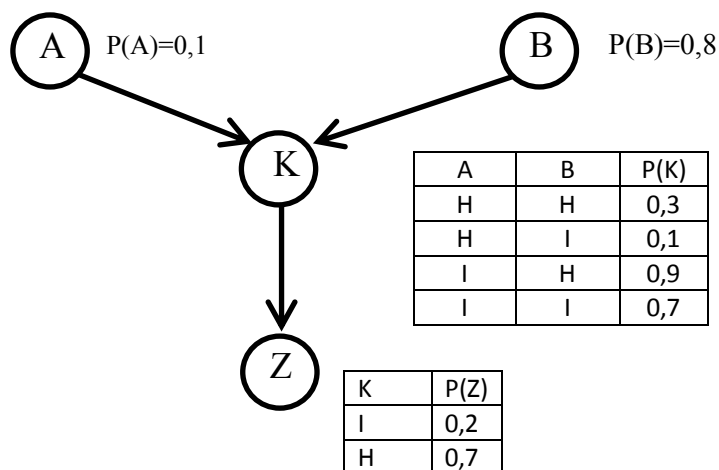 A P(A)=0,1 B P(B)=0,8
K
A B P(K)
H H 0,3
H I 0,1
I H 0,9
I I 0,7
Z
K P(Z)
I 0,2
H 0,7